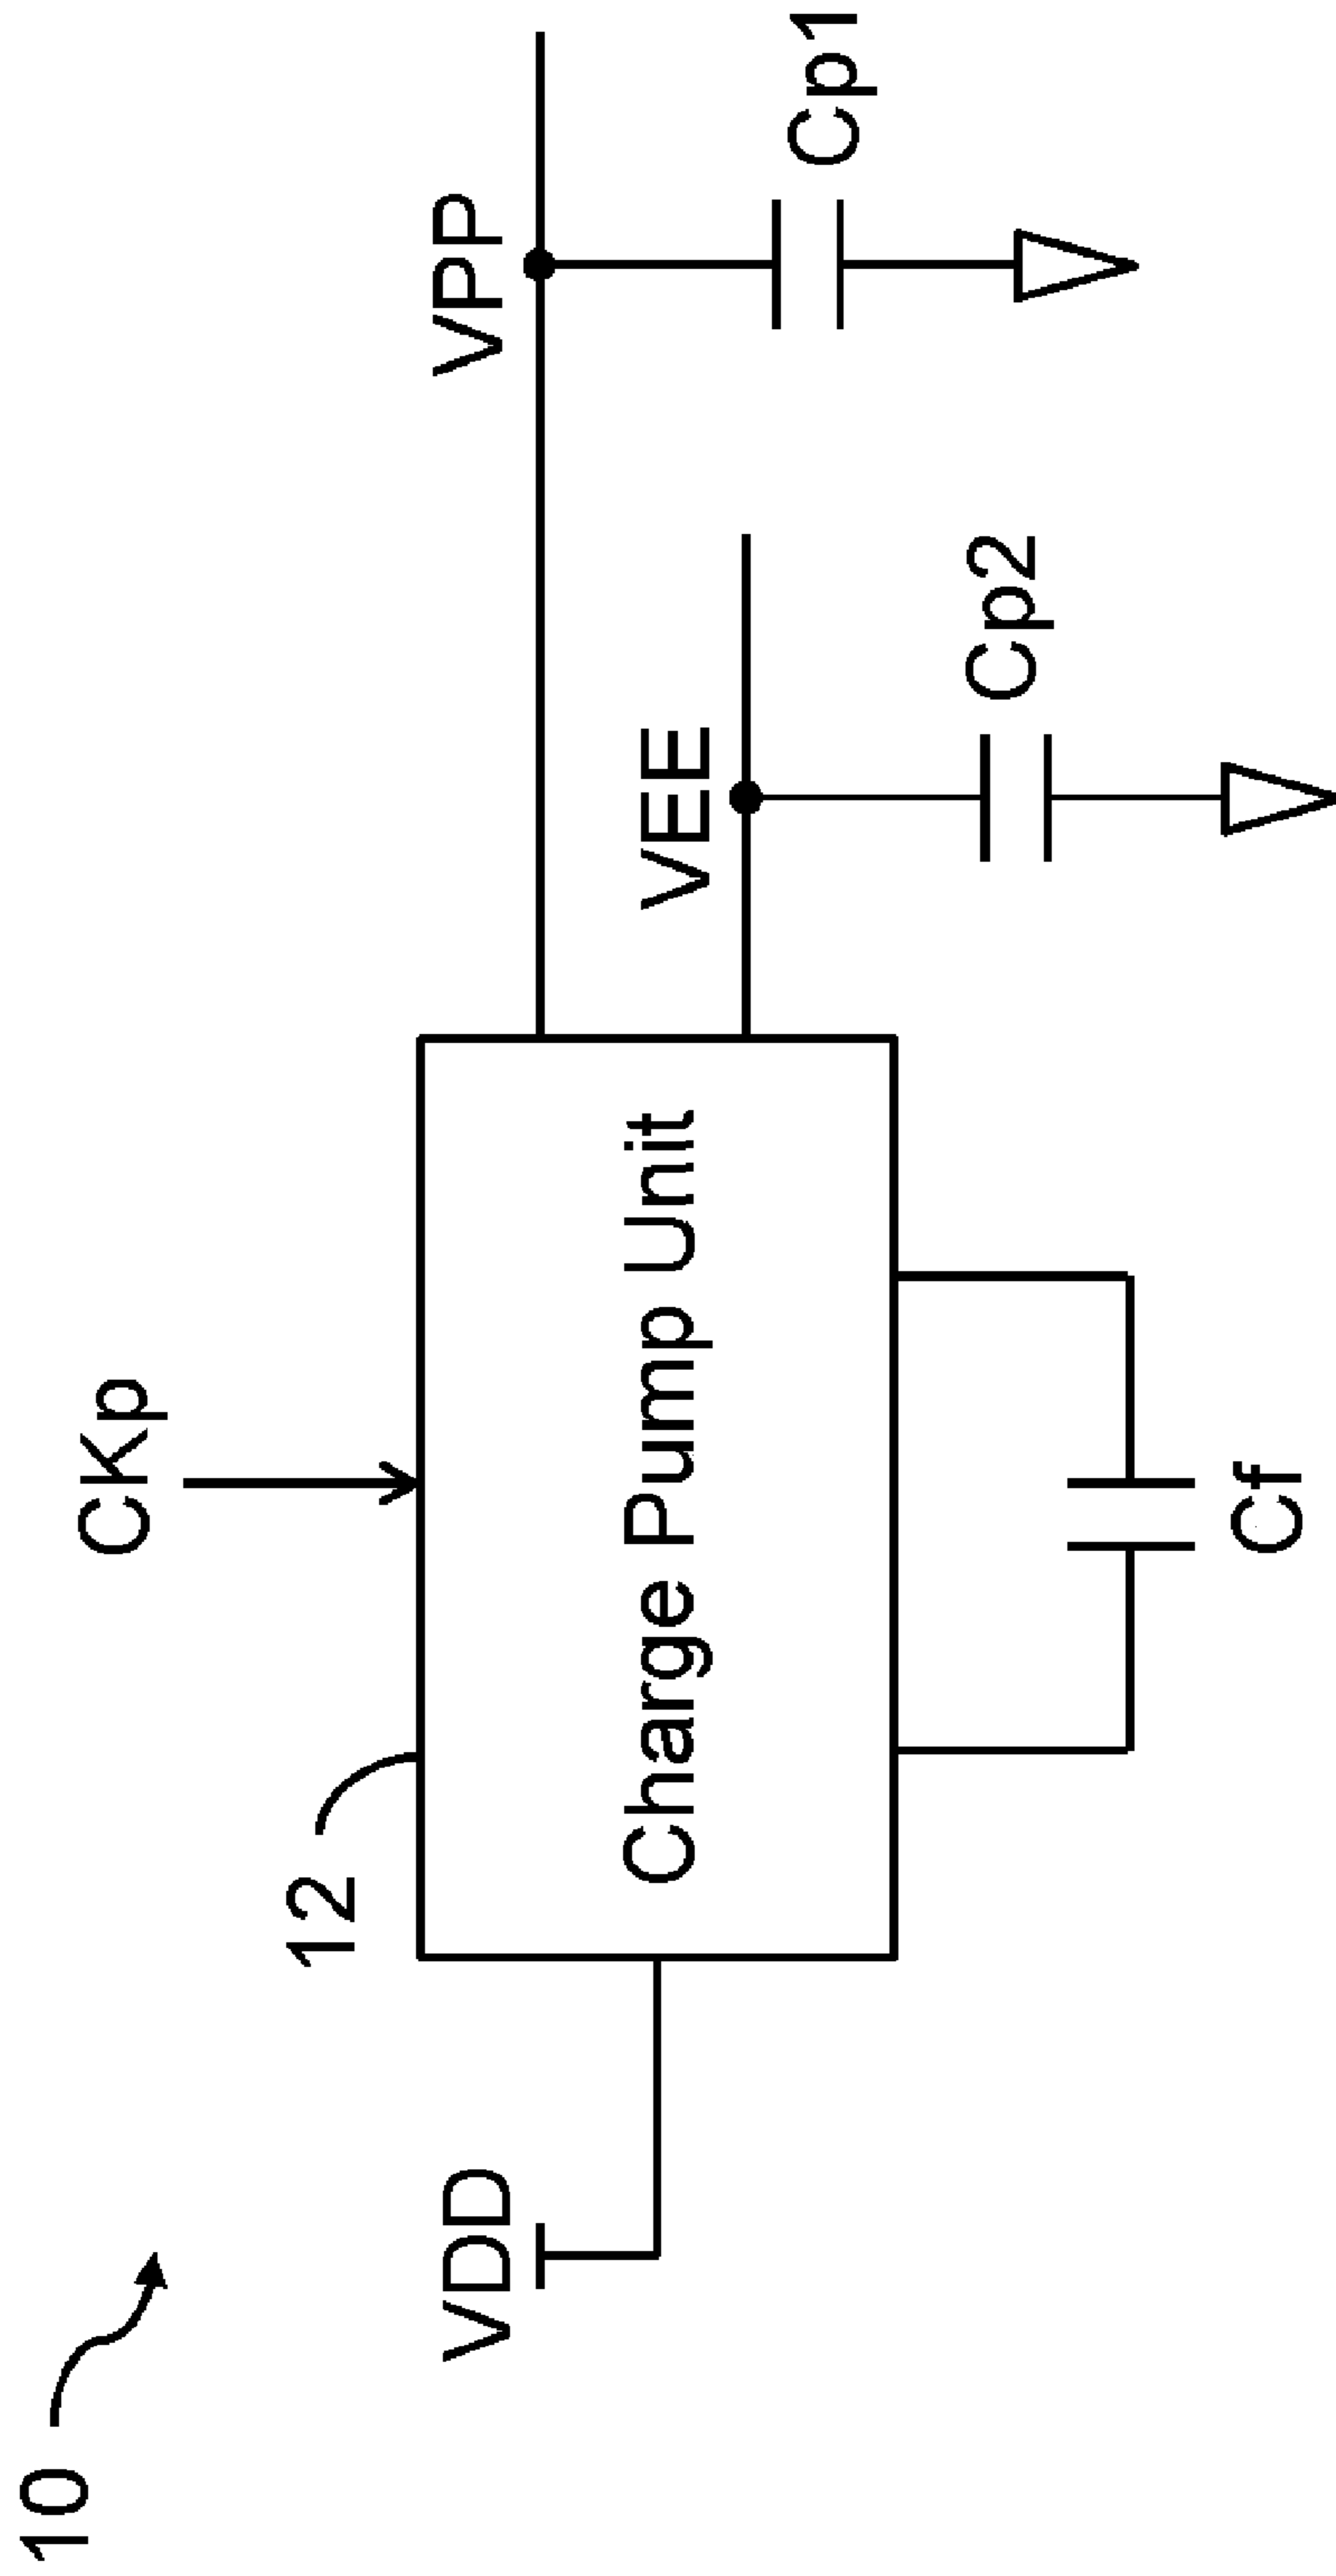 10
CKp
12
VDD
VPP
VEE
Charge Pump Unit
Cp1
Cp2
Cf